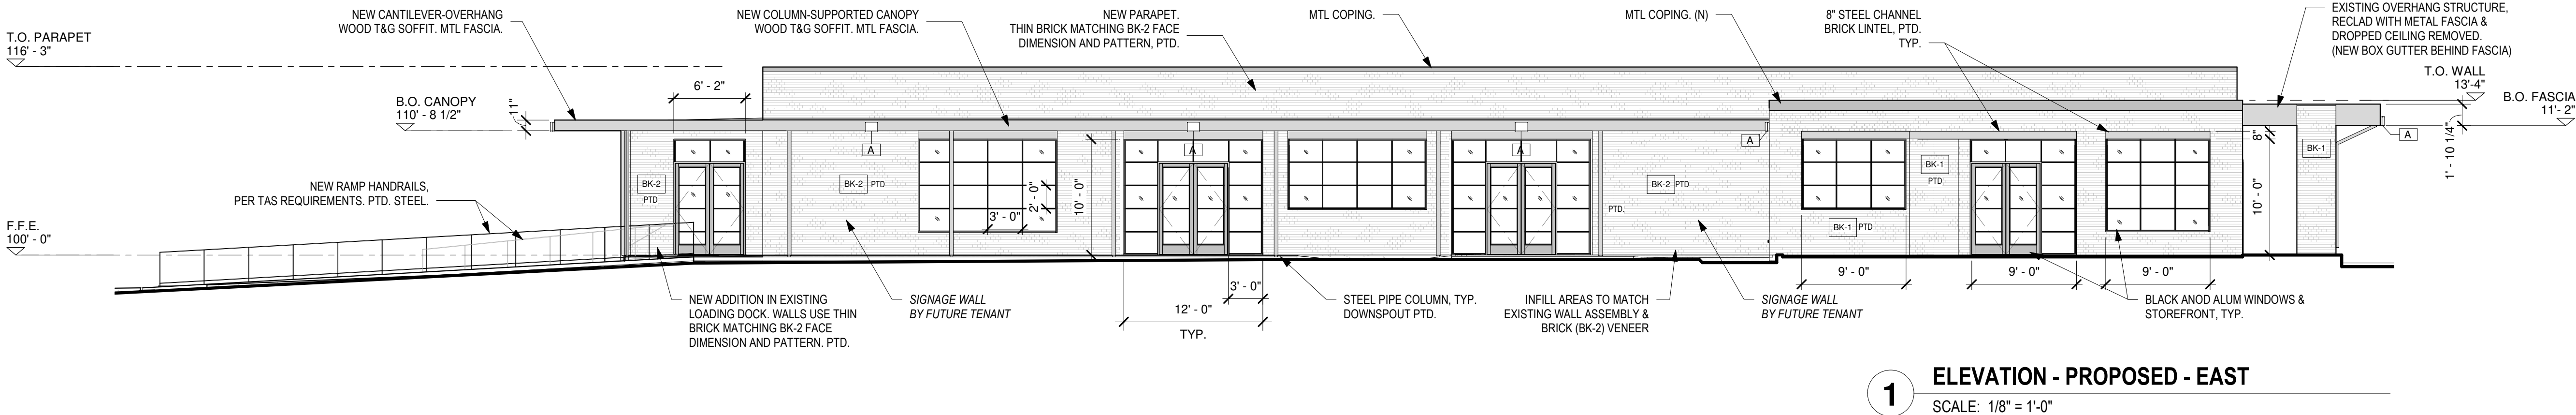 NEW CANTILEVER-OVERHANG
WOOD T&G SOFFIT. MTL FASCIA.
NEW COLUMN-SUPPORTED CANOPY
WOOD T&G SOFFIT. MTL FASCIA.
NEW PARAPET.
THIN BRICK MATCHING BK-2 FACE
DIMENSION AND PATTERN, PTD.
MTL COPING.
MTL COPING. (N)
8" STEEL CHANNEL
BRICK LINTEL, PTD.
TYP.
EXISTING OVERHANG STRUCTURE,
RECLAD WITH METAL FASCIA &
DROPPED CEILING REMOVED.
(NEW BOX GUTTER BEHIND FASCIA)
T.O. PARAPET
116' - 3"
T.O. WALL
13'-4"
B.O. FASCIA
11'- 2"
B.O. CANOPY
110' - 8 1/2"
11"
6' - 2"
A
A
A
A
A
8"
1' - 10 1/4"
10' - 0"
BK-2
PTD
BK-2 PTD
2' - 0"
3' - 0"
10' - 0"
BK-2 PTD
PTD.
BK-1
PTD
BK-1 PTD
BK-1
NEW RAMP HANDRAILS,
PER TAS REQUIREMENTS. PTD. STEEL.
F.F.E.
100' - 0"
9' - 0"
9' - 0"
9' - 0"
3' - 0"
12' - 0"
TYP.
NEW ADDITION IN EXISTING
LOADING DOCK. WALLS USE THIN
BRICK MATCHING BK-2 FACE
DIMENSION AND PATTERN. PTD.
SIGNAGE WALL
BY FUTURE TENANT
STEEL PIPE COLUMN, TYP.
DOWNSPOUT PTD.
INFILL AREAS TO MATCH
EXISTING WALL ASSEMBLY &
BRICK (BK-2) VENEER
SIGNAGE WALL
BY FUTURE TENANT
BLACK ANOD ALUM WINDOWS &
STOREFRONT, TYP.
1
ELEVATION - PROPOSED - EAST
SCALE: 1/8" = 1'-0"